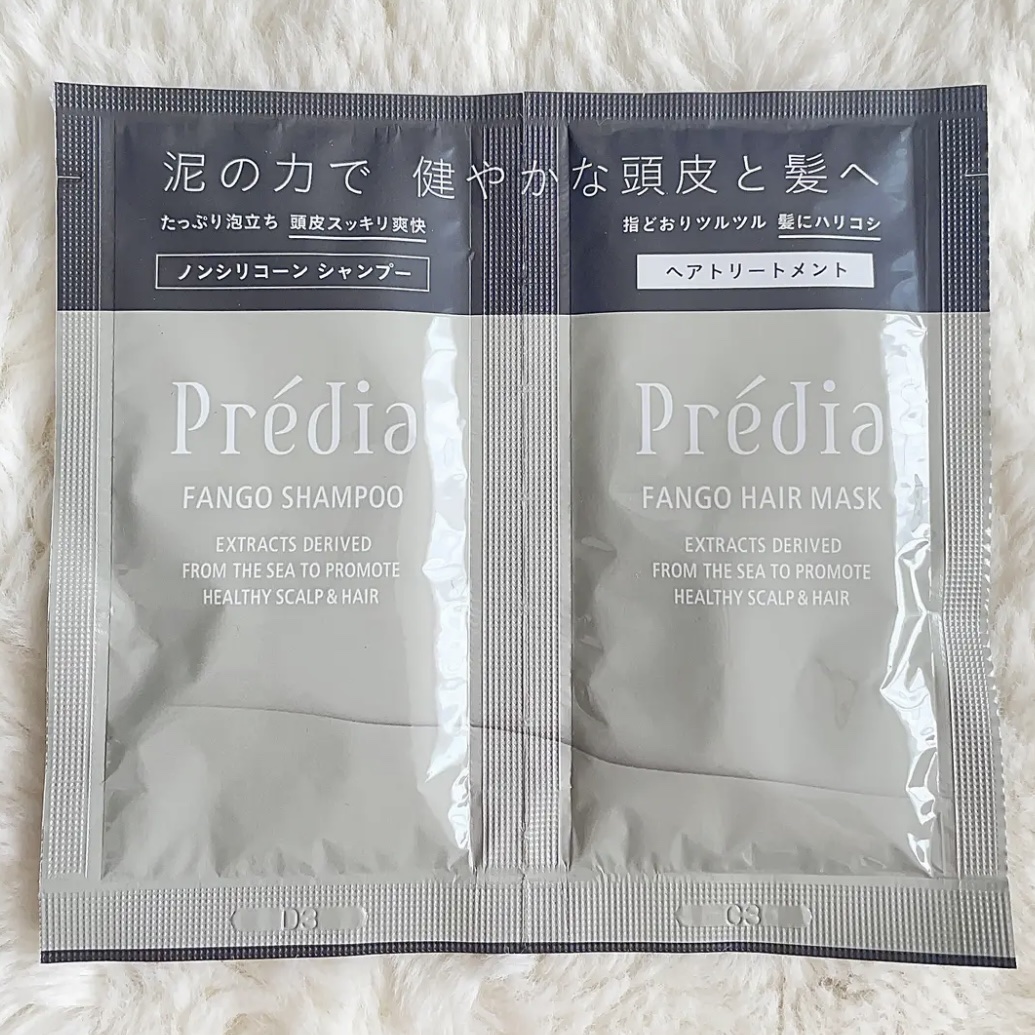 泥の力で 健やかな頭皮と髪へ
たっぷり泡立ち 頭皮スッキリ爽快
ノンシリコーン シャンプー
Prédia
FANGO SHAMPOO
EXTRACTS DERIVED
FROM THE SEA TO PROMOTE
HEALTHY SCALP & HAIR
D3
指どおりツルツル 髪にハリコシ
ヘアトリートメント
Prédia
FANGO HAIR MASK
EXTRACTS DERIVED
FROM THE SEA TO PROMOTE
HEALTHY SCALP & HAIR
C3